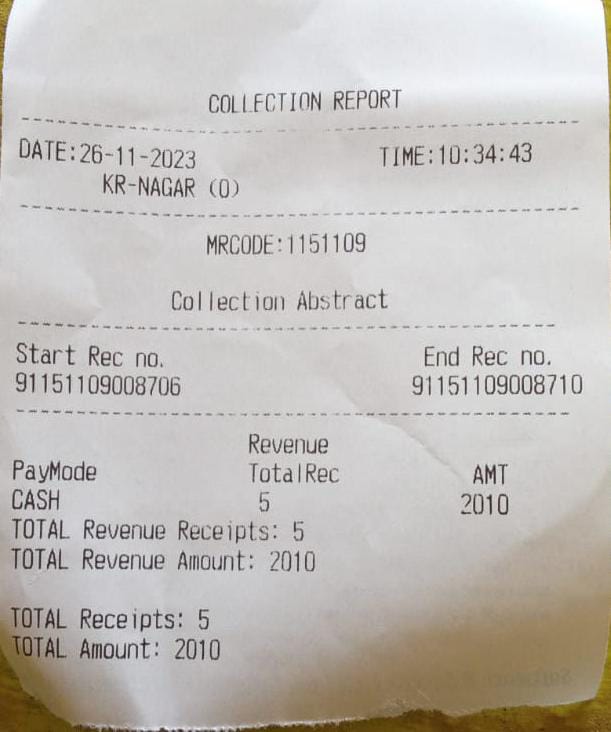 COLLECTION REPORT
DATE:26-11-2023 TIME:10:34:43
KR-NAGAR (O)
MRCODE:1151109
Collection Abstract
Start Rec no. End Rec no.
91151109008706 91151109008710
Revenue
PayMode TotalRec AMT
CASH 5 2010
TOTAL Revenue Receipts: 5
TOTAL Revenue Amount: 2010
TOTAL Receipts: 5
TOTAL Amount: 2010